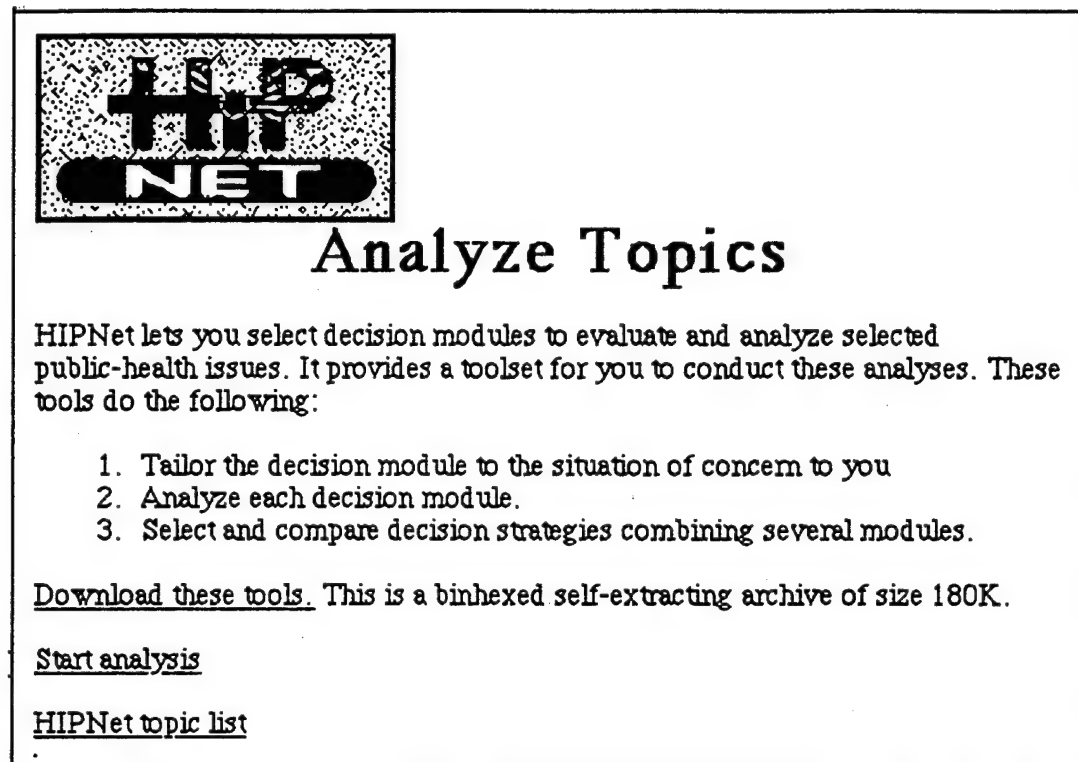 HiP
NET
Analyze Topics
HIPNet lets you select decision modules to evaluate and analyze selected
public-health issues. It provides a toolset for you to conduct these analyses. These
tools do the following:
1. Tailor the decision module to the situation of concern to you
2. Analyze each decision module.
3. Select and compare decision strategies combining several modules.
Download these tools. This is a binhexed self-extracting archive of size 180K.
Start analysis
HIPNet topic list